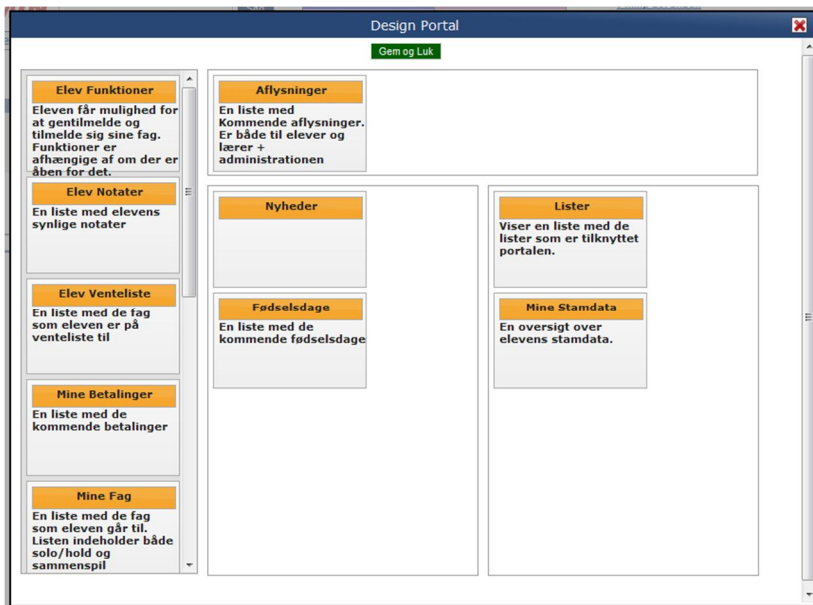 Design Portal
Gem og Luk
Elev Funktioner
Eleven får mulighed for
at gentilmelde og
tilmelde sig sine fag.
Funktioner er
afhængige af om der er
åben for det.
Elev Notater
En liste med elevens
synlige notater
Elev Venteliste
En liste med de fag
som eleven er på
venteliste til
Mine Betalinger
En liste med de
kommende betalinger
Mine Fag
En liste med de fag
som eleven går til.
Listen indeholder både
solo/hold og
sammenspil
Aflysninger
En liste med
Kommende aflysninger.
Er både til elever og
lærer +
administrationen
Nyheder
Fødselsdage
En liste med de
kommende fødselsdage
Lister
Viser en liste med de
lister som er tilknyttet
portalen.
Mine Stamdata
En oversigt over
elevens stamdata.